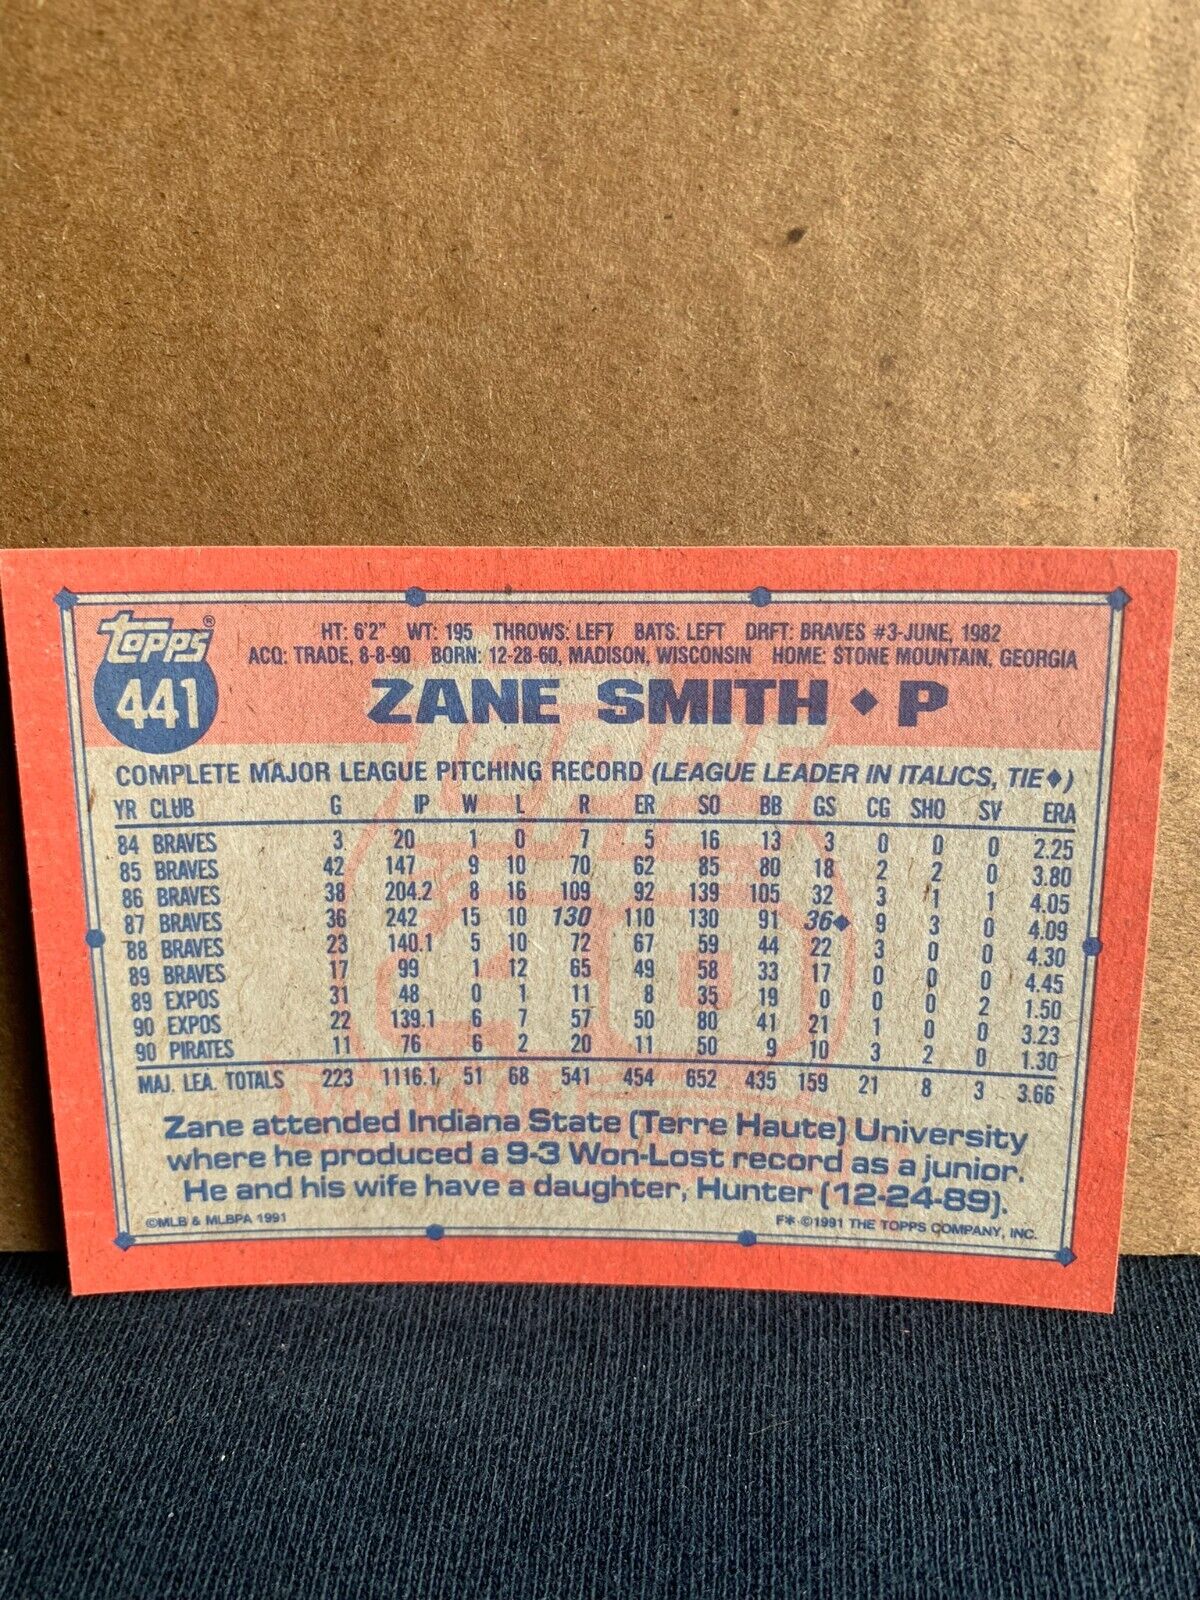 TOPPS®
441
HT: 6'2" WT: 195 THROWS: LEFT BATS: LEFT DRFT: BRAVES #3-JUNE, 1982
ACQ: TRADE, 8-8-90 BORN: 12-28-60, MADISON, WISCONSIN HOME: STONE MOUNTAIN, GEORGIA
ZANE SMITH ♦ P
COMPLETE MAJOR LEAGUE PITCHING RECORD (LEAGUE LEADER IN ITALICS, TIE♦)
YR CLUB G IP W L R ER SO BB GS CG SHO SV ERA
84 BRAVES 3 20 1 0 7 5 16 13 3 0 0 0 2.25
85 BRAVES 42 147 9 10 70 62 85 80 18 2 2 0 3.80
86 BRAVES 38 204.2 8 16 109 92 139 105 32 3 1 1 4.05
87 BRAVES 36 242 15 10 130 110 130 91 36♦ 9 3 0 4.09
88 BRAVES 23 140.1 5 10 72 67 59 44 22 3 0 0 4.30
89 BRAVES 17 99 1 12 65 49 58 33 17 0 0 0 4.45
89 EXPOS 31 48 0 1 11 8 35 19 0 0 0 2 1.50
90 EXPOS 22 139.1 6 7 57 50 80 41 21 1 0 0 3.23
90 PIRATES 11 76 6 2 20 11 50 9 10 3 2 0 1.30
MAJ. LEA. TOTALS 223 1116.1 51 68 541 454 652 435 159 21 8 3 3.66
Zane attended Indiana State (Terre Haute) University
where he produced a 9-3 Won-Lost record as a junior.
He and his wife have a daughter, Hunter (12-24-89).
©MLB & MLBPA 1991 F* ©1991 THE TOPPS COMPANY, INC.